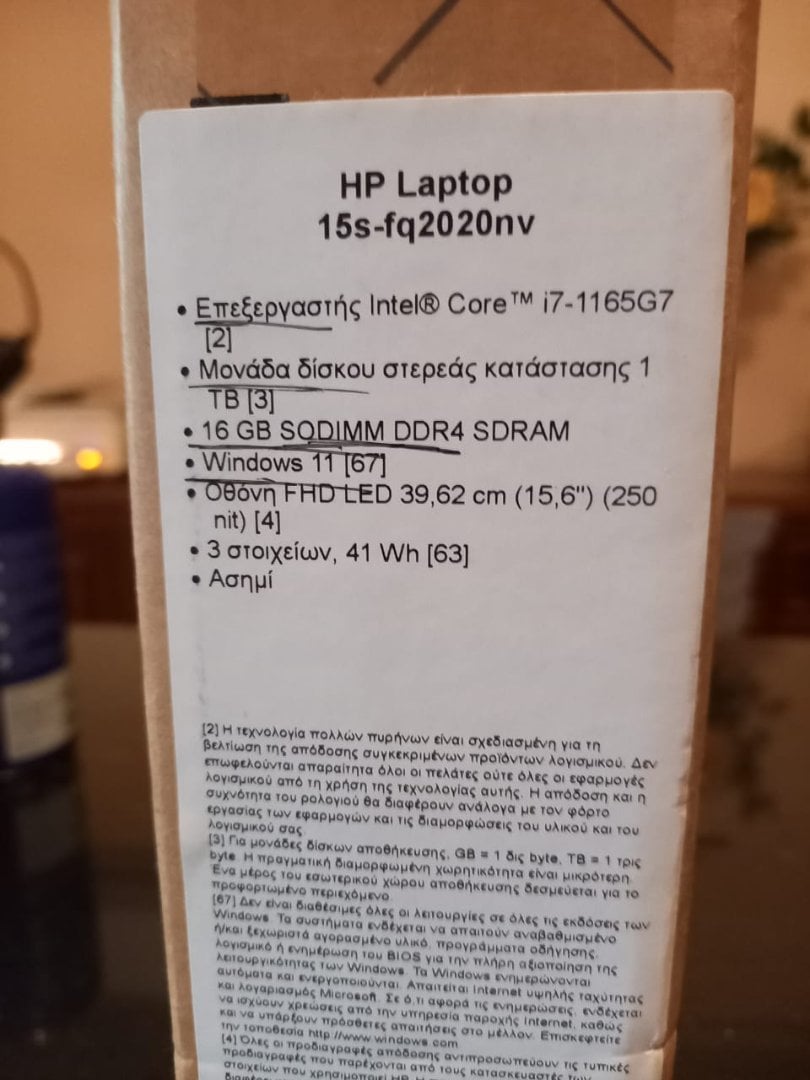 HP Laptop
15s-fq2020nv
• Επεξεργαστής Intel® Core™ i7-1165G7
[2]
• Μονάδα δίσκου στερεάς κατάστασης 1
TB [3]
• 16 GB SODIMM DDR4 SDRAM
• Windows 11 [67]
• Οθόνη FHD LED 39,62 cm (15,6") (250
nit) [4]
• 3 στοιχείων, 41 Wh [63]
• Ασημί
[2] Η τεχνολογία πολλών πυρήνων είναι σχεδιασμένη για τη
βελτίωση της απόδοσης συγκεκριμένων προϊόντων λογισμικού. Δεν
επωφελούνται απαραίτητα όλοι οι πελάτες ούτε όλες οι εφαρμογές
λογισμικού από τη χρήση της τεχνολογίας αυτής. Η απόδοση και η
συχνότητα του ρολογιού θα διαφέρουν ανάλογα με τον φόρτο
εργασίας των εφαρμογών και τις διαμορφώσεις του υλικού και του
λογισμικού σας.
[3] Για μονάδες δίσκων αποθήκευσης, GB = 1 δις byte, TB = 1 τρις
byte. Η πραγματική διαμορφωμένη χωρητικότητα είναι μικρότερη.
Ένα μέρος του εσωτερικού χώρου αποθήκευσης δεσμεύεται για το
προφορτωμένο περιεχόμενο.
[67] Δεν είναι διαθέσιμες όλες οι λειτουργίες σε όλες τις εκδόσεις των
Windows. Τα συστήματα ενδέχεται να απαιτούν αναβαθμισμένο
ή/και ξεχωριστά αγορασμένο υλικό, προγράμματα οδήγησης,
λογισμικό ή ενημέρωση του BIOS για την πλήρη αξιοποίηση της
λειτουργικότητας των Windows. Τα Windows ενημερώνονται
αυτόματα και ενεργοποιούνται. Απαιτείται Internet υψηλής ταχύτητας
και λογαριασμός Microsoft. Σε ό,τι αφορά τις ενημερώσεις, ενδέχεται
να ισχύουν χρεώσεις από την υπηρεσία παροχής Internet, καθώς
και να υπάρξουν πρόσθετες απαιτήσεις στο μέλλον. Επισκεφτείτε
την τοποθεσία http://www.windows.com
[4] Όλες οι προδιαγραφές απόδοσης αντιπροσωπεύουν τις τυπικές
προδιαγραφές που παρέχονται από τους κατασκευαστές των
στοιχείων που χρησιμοποιεί HP. Η